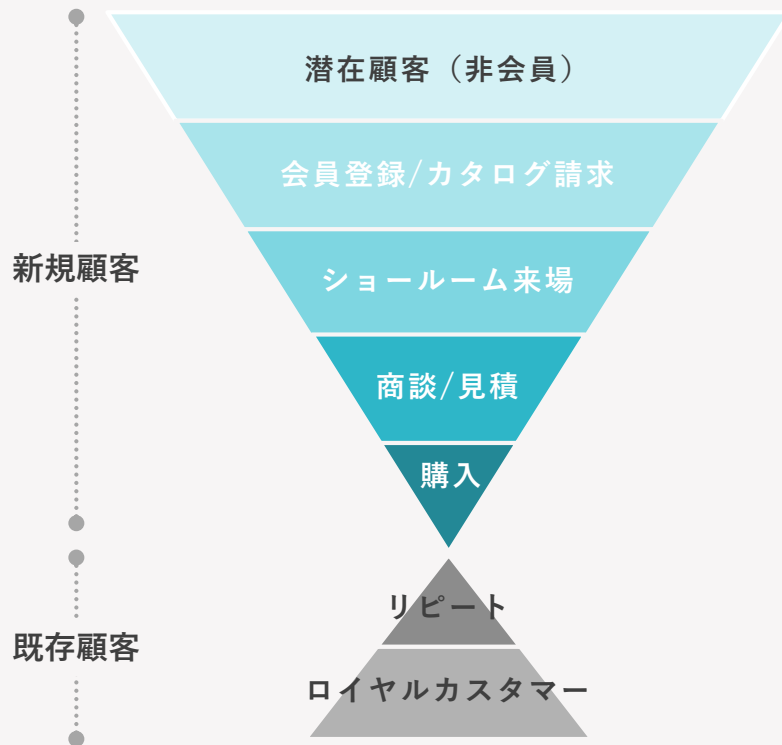 潜在顧客（非会員）
会員登録/カタログ請求
新規顧客
ショールーム来場
商談/見積
購入
リピート
既存顧客
ロイヤルカスタマー